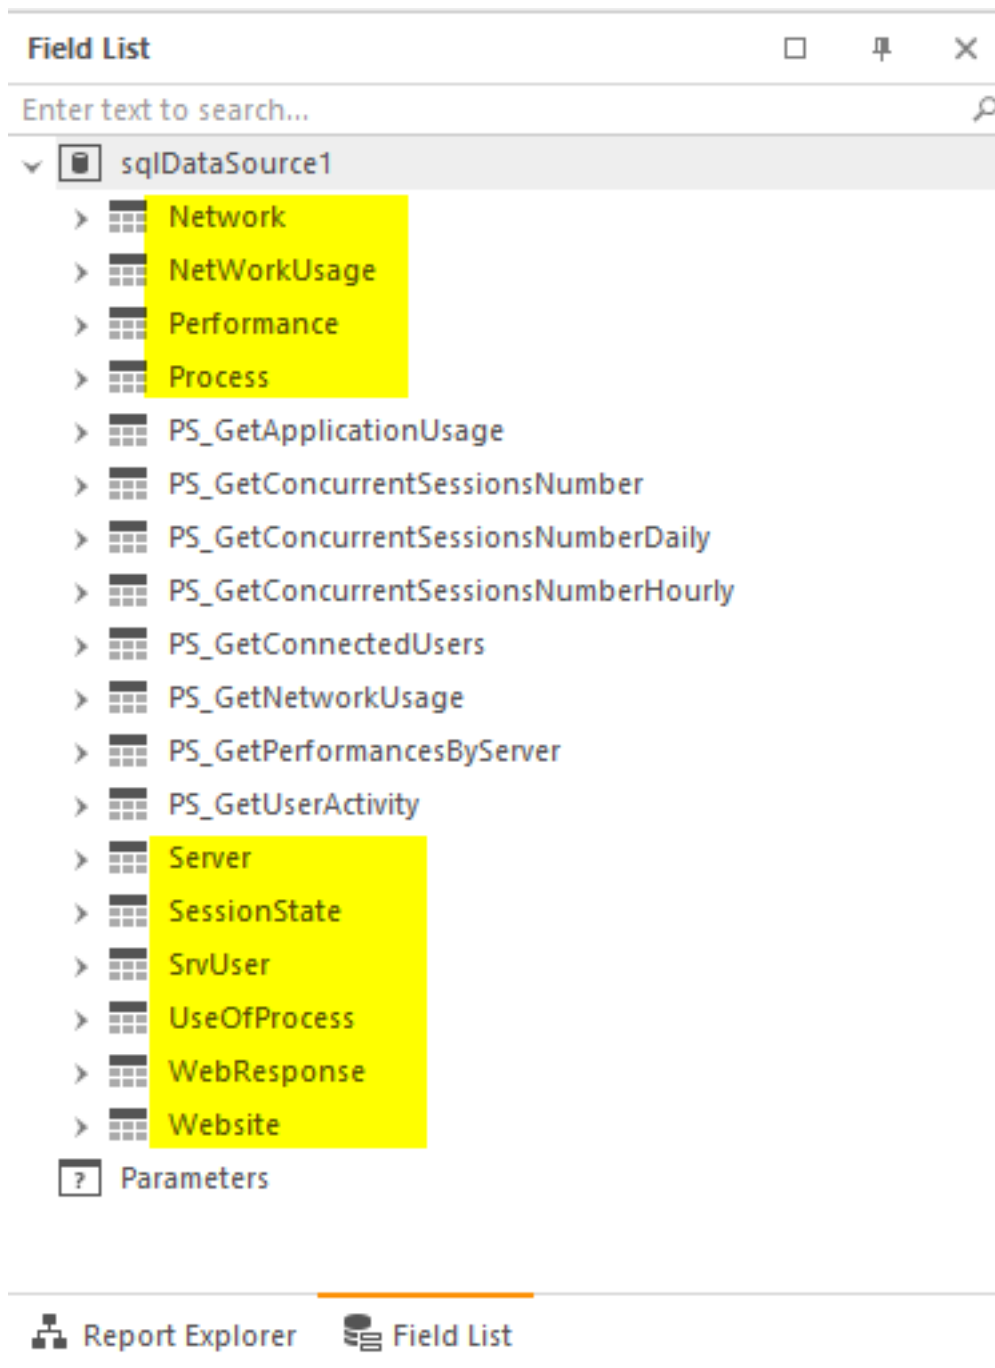 Field List
Enter text to search...
sqlDataSource1
Network
NetWorkUsage
Performance
Process
PS_GetApplicationUsage
PS_GetConcurrentSessionsNumber
PS_GetConcurrentSessionsNumberDaily
PS_GetConcurrentSessionsNumberHourly
PS_GetConnectedUsers
PS_GetNetworkUsage
PS_GetPerformancesByServer
PS_GetUserActivity
Server
SessionState
SrvUser
UseOfProcess
WebResponse
Website
? Parameters
Report Explorer Field List